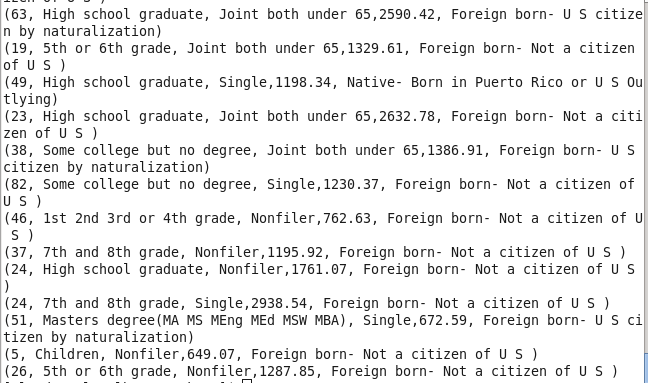 (63, High school graduate, Joint both under 65,2590.42, Foreign born- U S citize
n by naturalization)
(19, 5th or 6th grade, Joint both under 65,1329.61, Foreign born- Not a citizen
of U S )
(49, High school graduate, Single,1198.34, Native- Born in Puerto Rico or U S Ou
tlying)
(23, High school graduate, Joint both under 65,2632.78, Foreign born- Not a citi
zen of U S )
(38, Some college but no degree, Joint both under 65,1386.91, Foreign born- U S
citizen by naturalization)
(82, Some college but no degree, Single,1230.37, Foreign born- Not a citizen of
U S )
(46, 1st 2nd 3rd or 4th grade, Nonfiler,762.63, Foreign born- Not a citizen of U
S )
(37, 7th and 8th grade, Nonfiler,1195.92, Foreign born- Not a citizen of U S )
(24, High school graduate, Nonfiler,1761.07, Foreign born- Not a citizen of U S
)
(24, 7th and 8th grade, Single,2938.54, Foreign born- Not a citizen of U S )
(51, Masters degree(MA MS MEng MEd MSW MBA), Single,672.59, Foreign born- U S ci
tizen by naturalization)
(5, Children, Nonfiler,649.07, Foreign born- Not a citizen of U S )
(26, 5th or 6th grade, Nonfiler,1287.85, Foreign born- Not a citizen of U S )